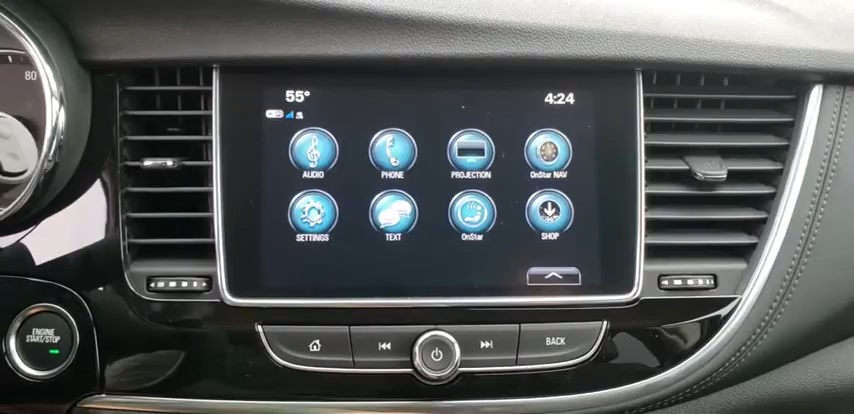 80
55°
4:24
AUDIO
PHONE
PROJECTION
OnStar NAV
SETTINGS
TEXT
OnStar
SHOP
ENGINE
START/STOP
BACK